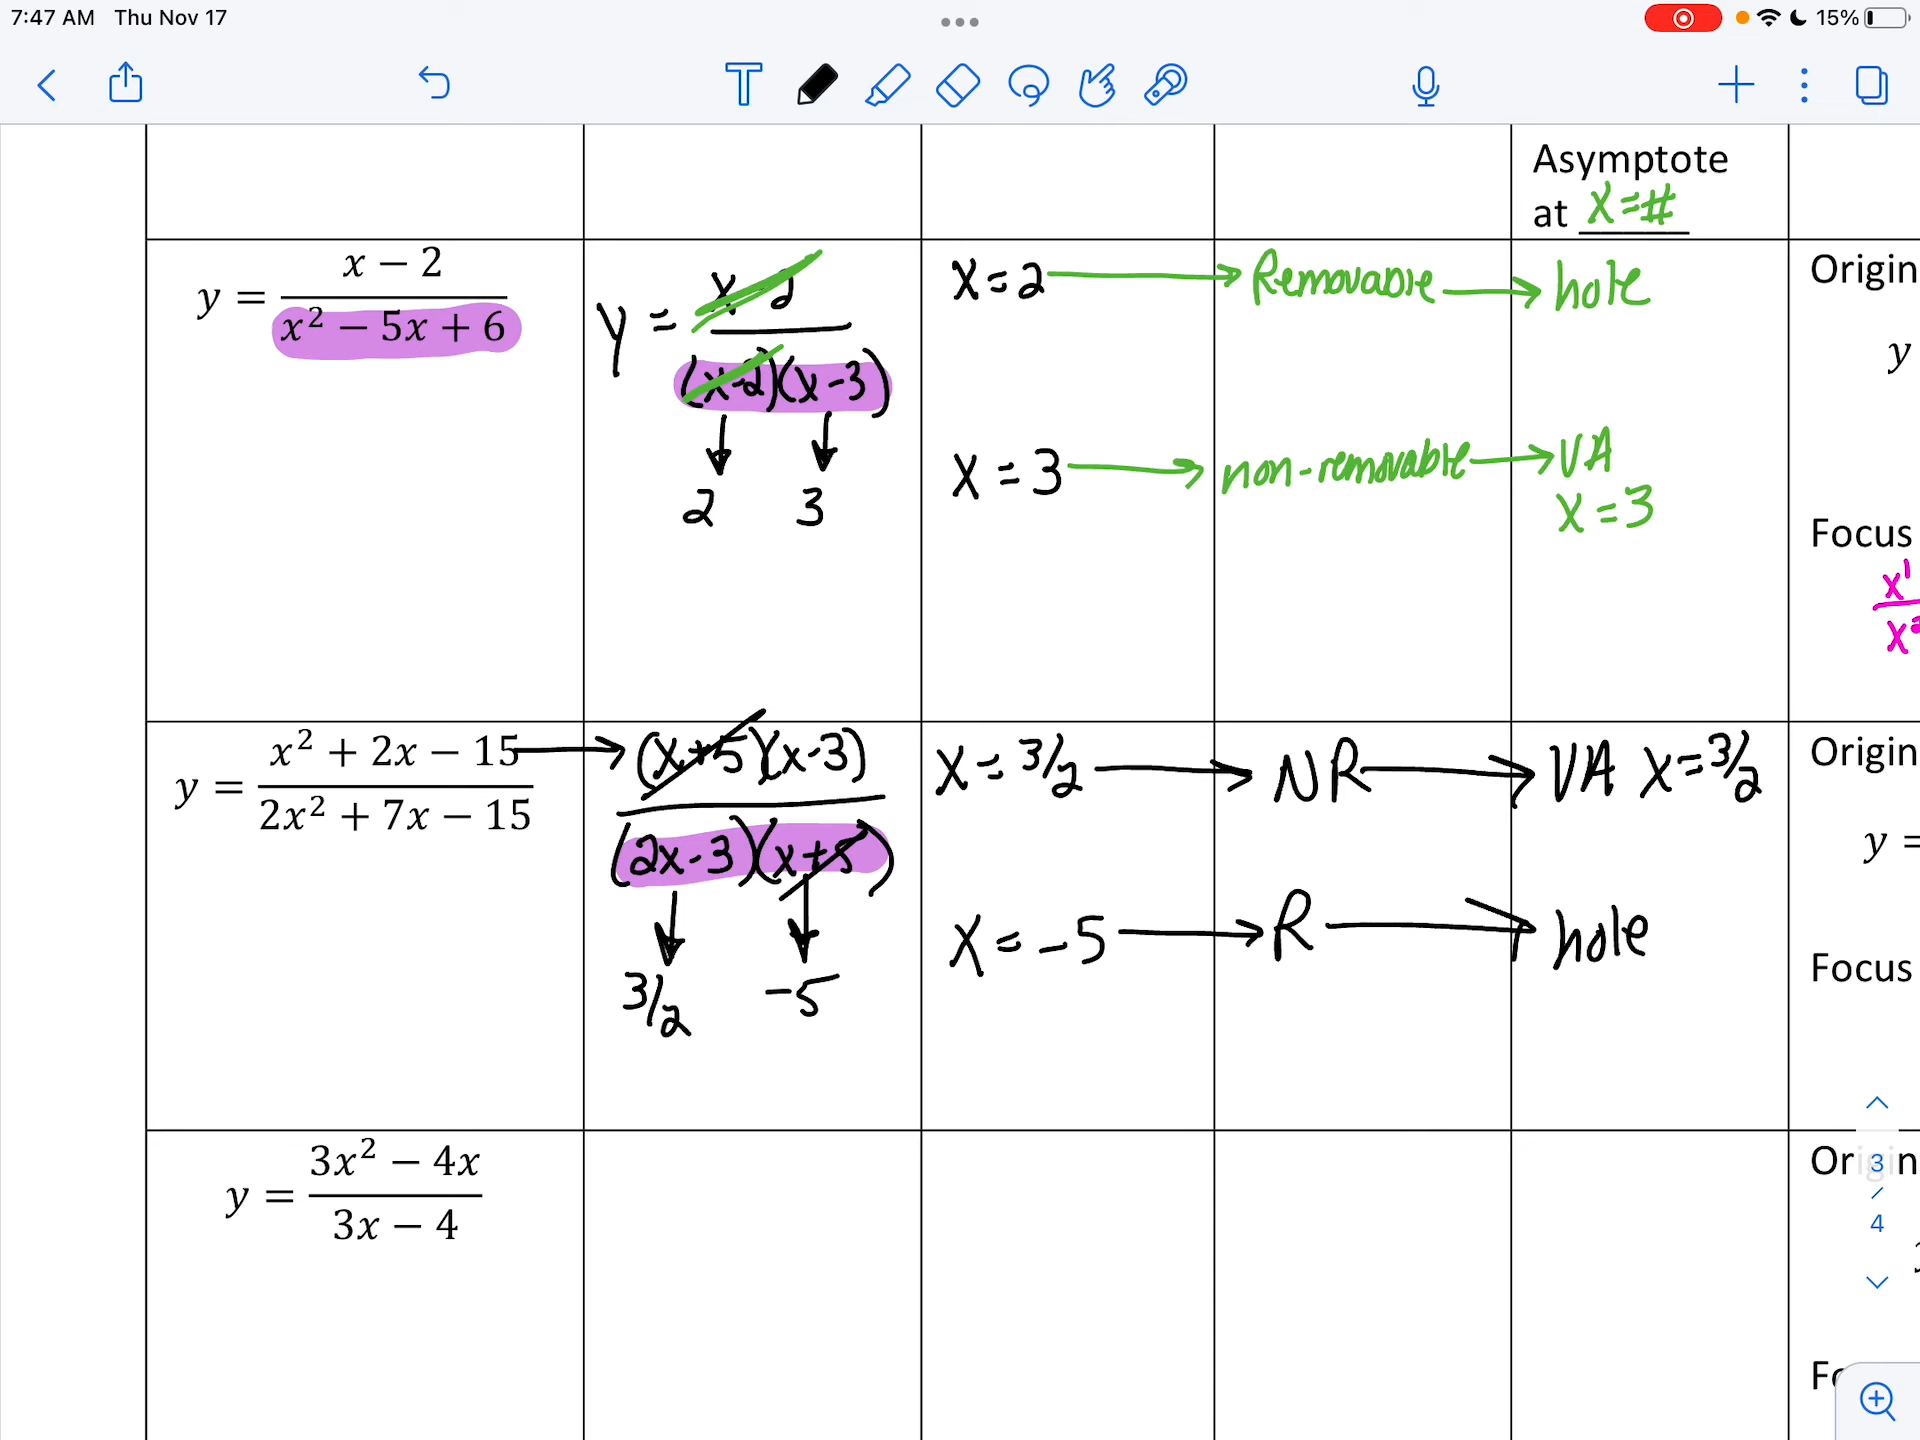 7:47 AM Thu Nov 17
15%
Asymptote
at x=#
y = x − 2 / x² − 5x + 6
y = x-2 / (x-2)(x-3)
2 3
x=2 → Removable → hole
x=3 → non-removable → VA
x=3
Origin
y
Focus
x¹
y = x² + 2x − 15 / 2x² + 7x − 15
→ (x+5)(x-3) / (2x-3)(x+5)
3/2 -5
x=3/2 → NR → VA x=3/2
x=-5 → R → hole
Origin
y =
Focus
y = 3x² − 4x / 3x − 4
3
/
4